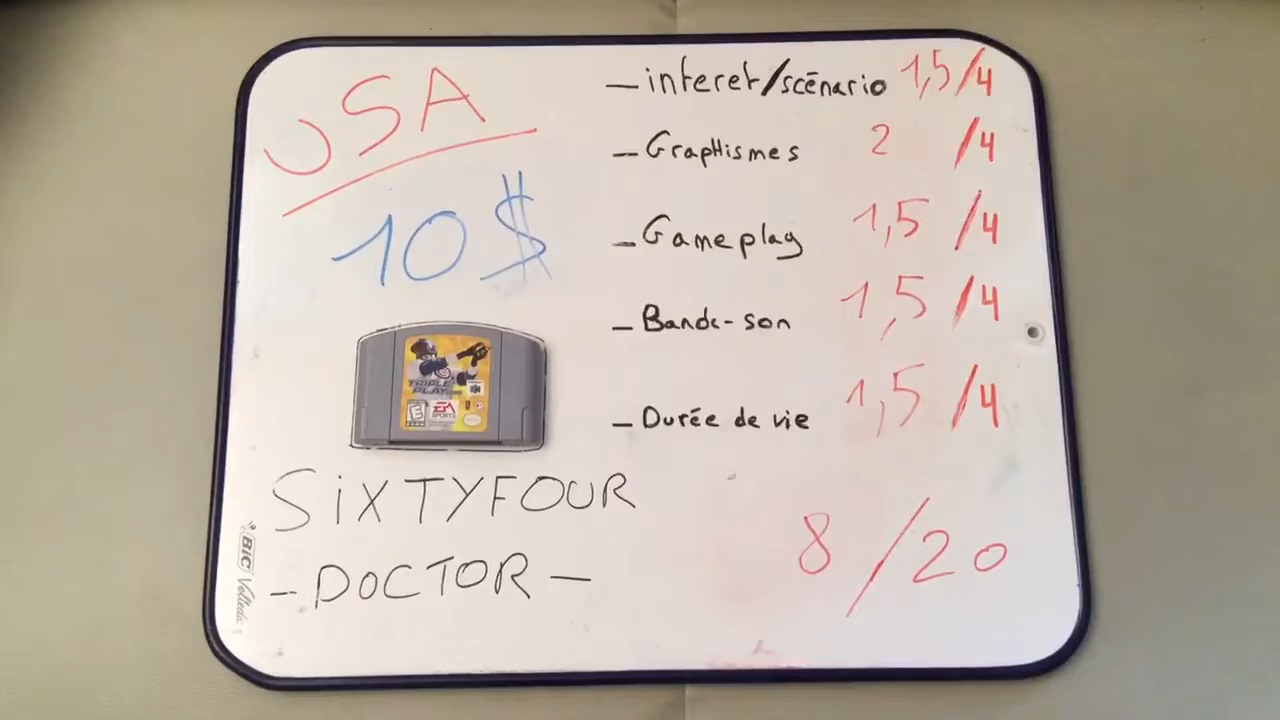 USA
10$
TRIPLE
PLAY 2000
E
EA
SPORTS
SiXTYFOUR
-DOCTOR-
BIC Velleda
-interet/scénario 1,5/4
-Graphismes 2 /4
-Gameplay 1,5 /4
-Bande-son 1,5 /4
-Durée de vie 1,5 /4
8/20